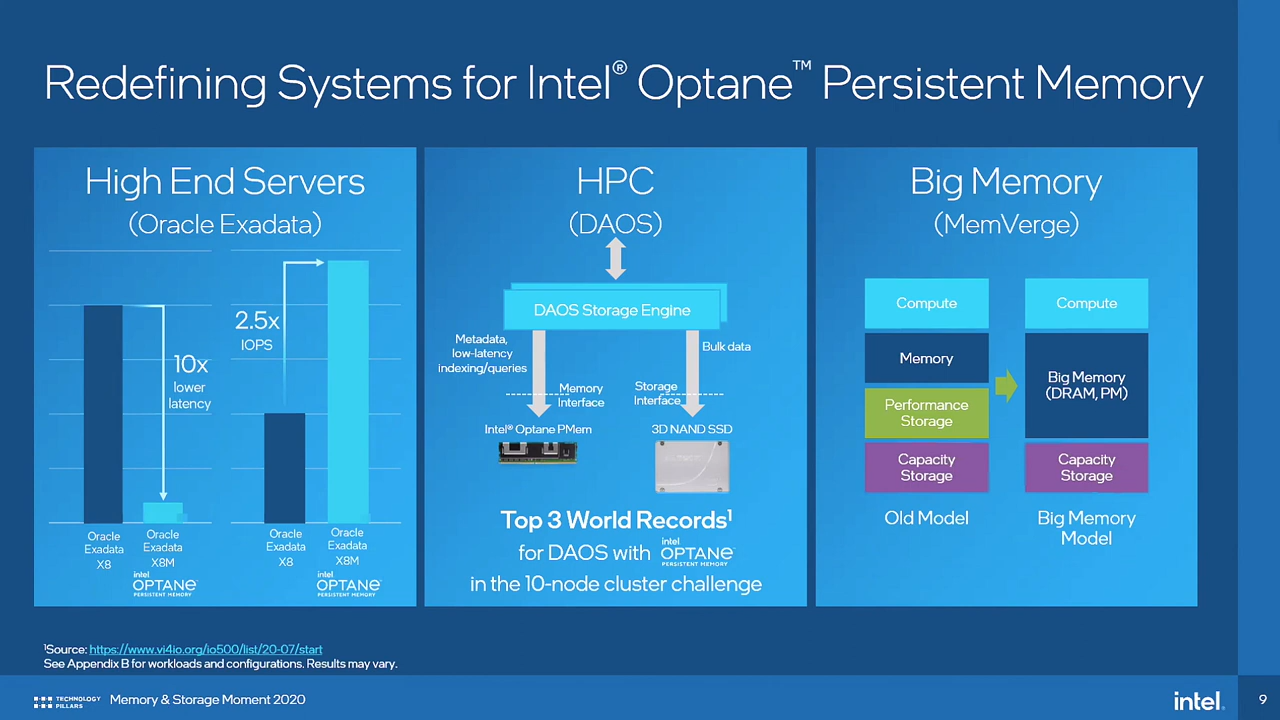 Redefining Systems for Intel® Optane™ Persistent Memory
High End Servers
(Oracle Exadata)
10x
lower
latency
2.5x
IOPS
Oracle
Exadata
X8
Oracle
Exadata
X8M
intel
OPTANE™
PERSISTENT MEMORY
Oracle
Exadata
X8
Oracle
Exadata
X8M
intel
OPTANE™
PERSISTENT MEMORY
HPC
(DAOS)
DAOS Storage Engine
Metadata,
low-latency
indexing/queries
Bulk data
Memory
Interface
Storage
Interface
Intel® Optane PMem
3D NAND SSD
Top 3 World Records¹
for DAOS with intel OPTANE™ PERSISTENT MEMORY
in the 10-node cluster challenge
Big Memory
(MemVerge)
Compute
Memory
Performance
Storage
Capacity
Storage
Old Model
Compute
Big Memory
(DRAM, PM)
Capacity
Storage
Big Memory
Model
¹Source: https://www.vi4io.org/io500/list/20-07/start
See Appendix B for workloads and configurations. Results may vary.
TECHNOLOGY
PILLARS
Memory & Storage Moment 2020
intel.
9